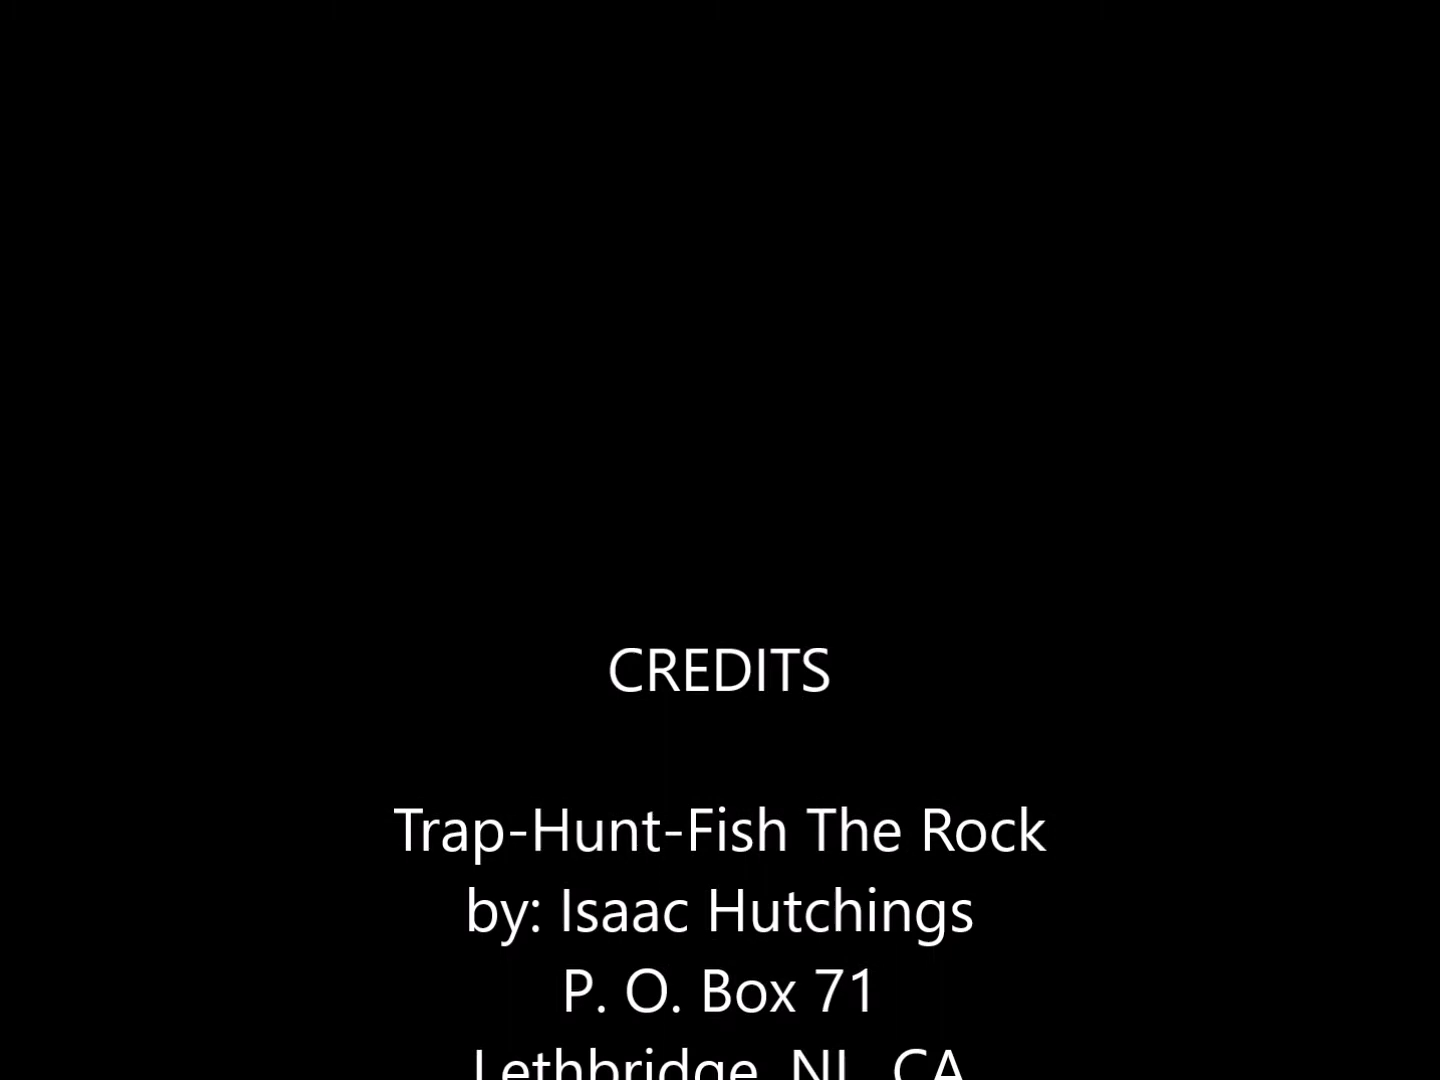 CREDITS
Trap-Hunt-Fish The Rock
by: Isaac Hutchings
P. O. Box 71
Lethbridge, NL, CA